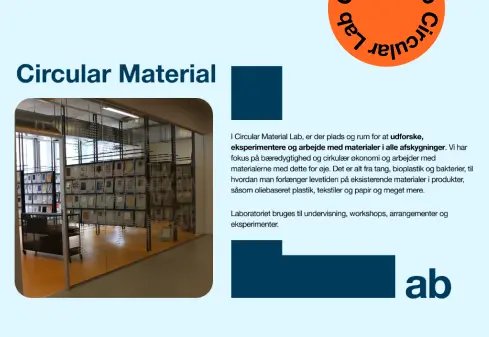 Circular Lab
Circular Material
I Circular Material Lab, er der plads og rum for at udforske,
eksperimentere og arbejde med materialer i alle afskygninger. Vi har
fokus på bæredygtighed og cirkulær økonomi og arbejder med
materialerne med dette for øje. Det er alt fra tang, bioplastik og bakterier, til
hvordan man forlænger levetiden på eksisterende materialer i produkter,
såsom oliebaseret plastik, tekstiler og papir og meget mere.
Laboratoriet bruges til undervisning, workshops, arrangementer og
eksperimenter.
ab